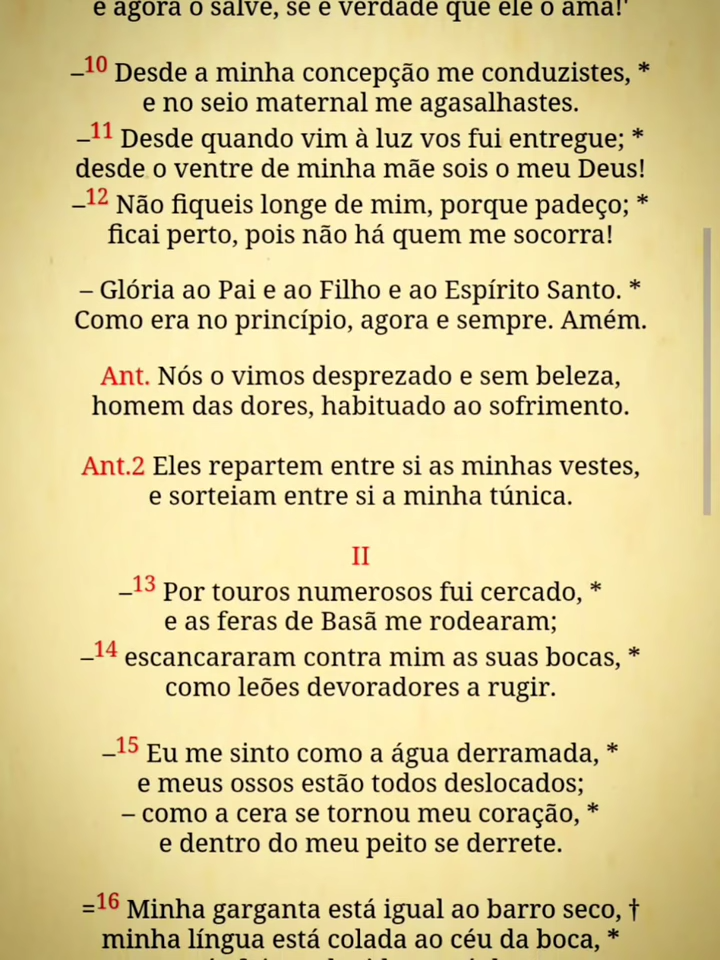 e agora o salve, se é verdade que ele o ama!'
–10 Desde a minha concepção me conduzistes, *
e no seio maternal me agasalhastes.
–11 Desde quando vim à luz vos fui entregue; *
desde o ventre de minha mãe sois o meu Deus!
–12 Não fiqueis longe de mim, porque padeço; *
ficai perto, pois não há quem me socorra!
– Glória ao Pai e ao Filho e ao Espírito Santo. *
Como era no princípio, agora e sempre. Amém.
Ant. Nós o vimos desprezado e sem beleza,
homem das dores, habituado ao sofrimento.
Ant.2 Eles repartem entre si as minhas vestes,
e sorteiam entre si a minha túnica.
II
–13 Por touros numerosos fui cercado, *
e as feras de Basã me rodearam;
–14 escancararam contra mim as suas bocas, *
como leões devoradores a rugir.
–15 Eu me sinto como a água derramada, *
e meus ossos estão todos deslocados;
– como a cera se tornou meu coração, *
e dentro do meu peito se derrete.
=16 Minha garganta está igual ao barro seco, †
minha língua está colada ao céu da boca, *